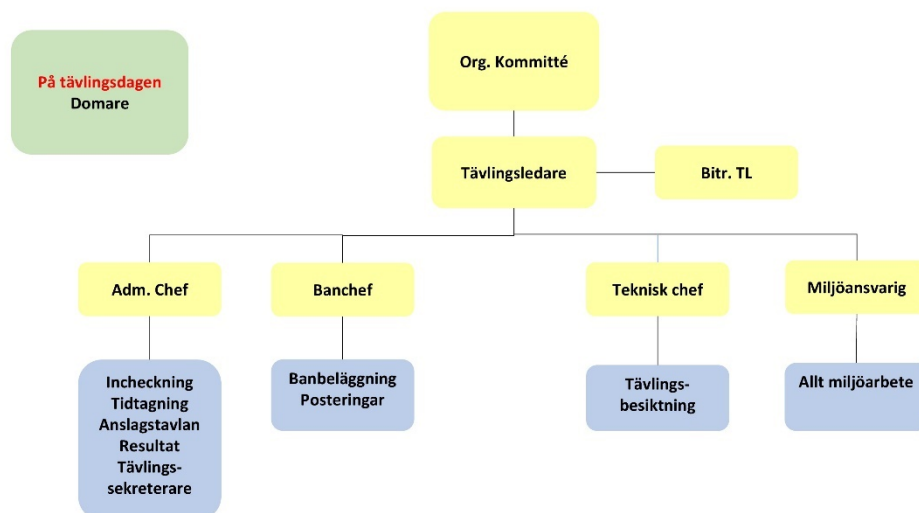 På tävlingsdagen
Domare
Org. Kommitté
Tävlingsledare
Bitr. TL
Adm. Chef
Banchef
Teknisk chef
Miljöansvarig
Incheckning
Tidtagning
Anslagstavlan
Resultat
Tävlings-
sekreterare
Banbeläggning
Posteringar
Tävlings-
besiktning
Allt miljöarbete